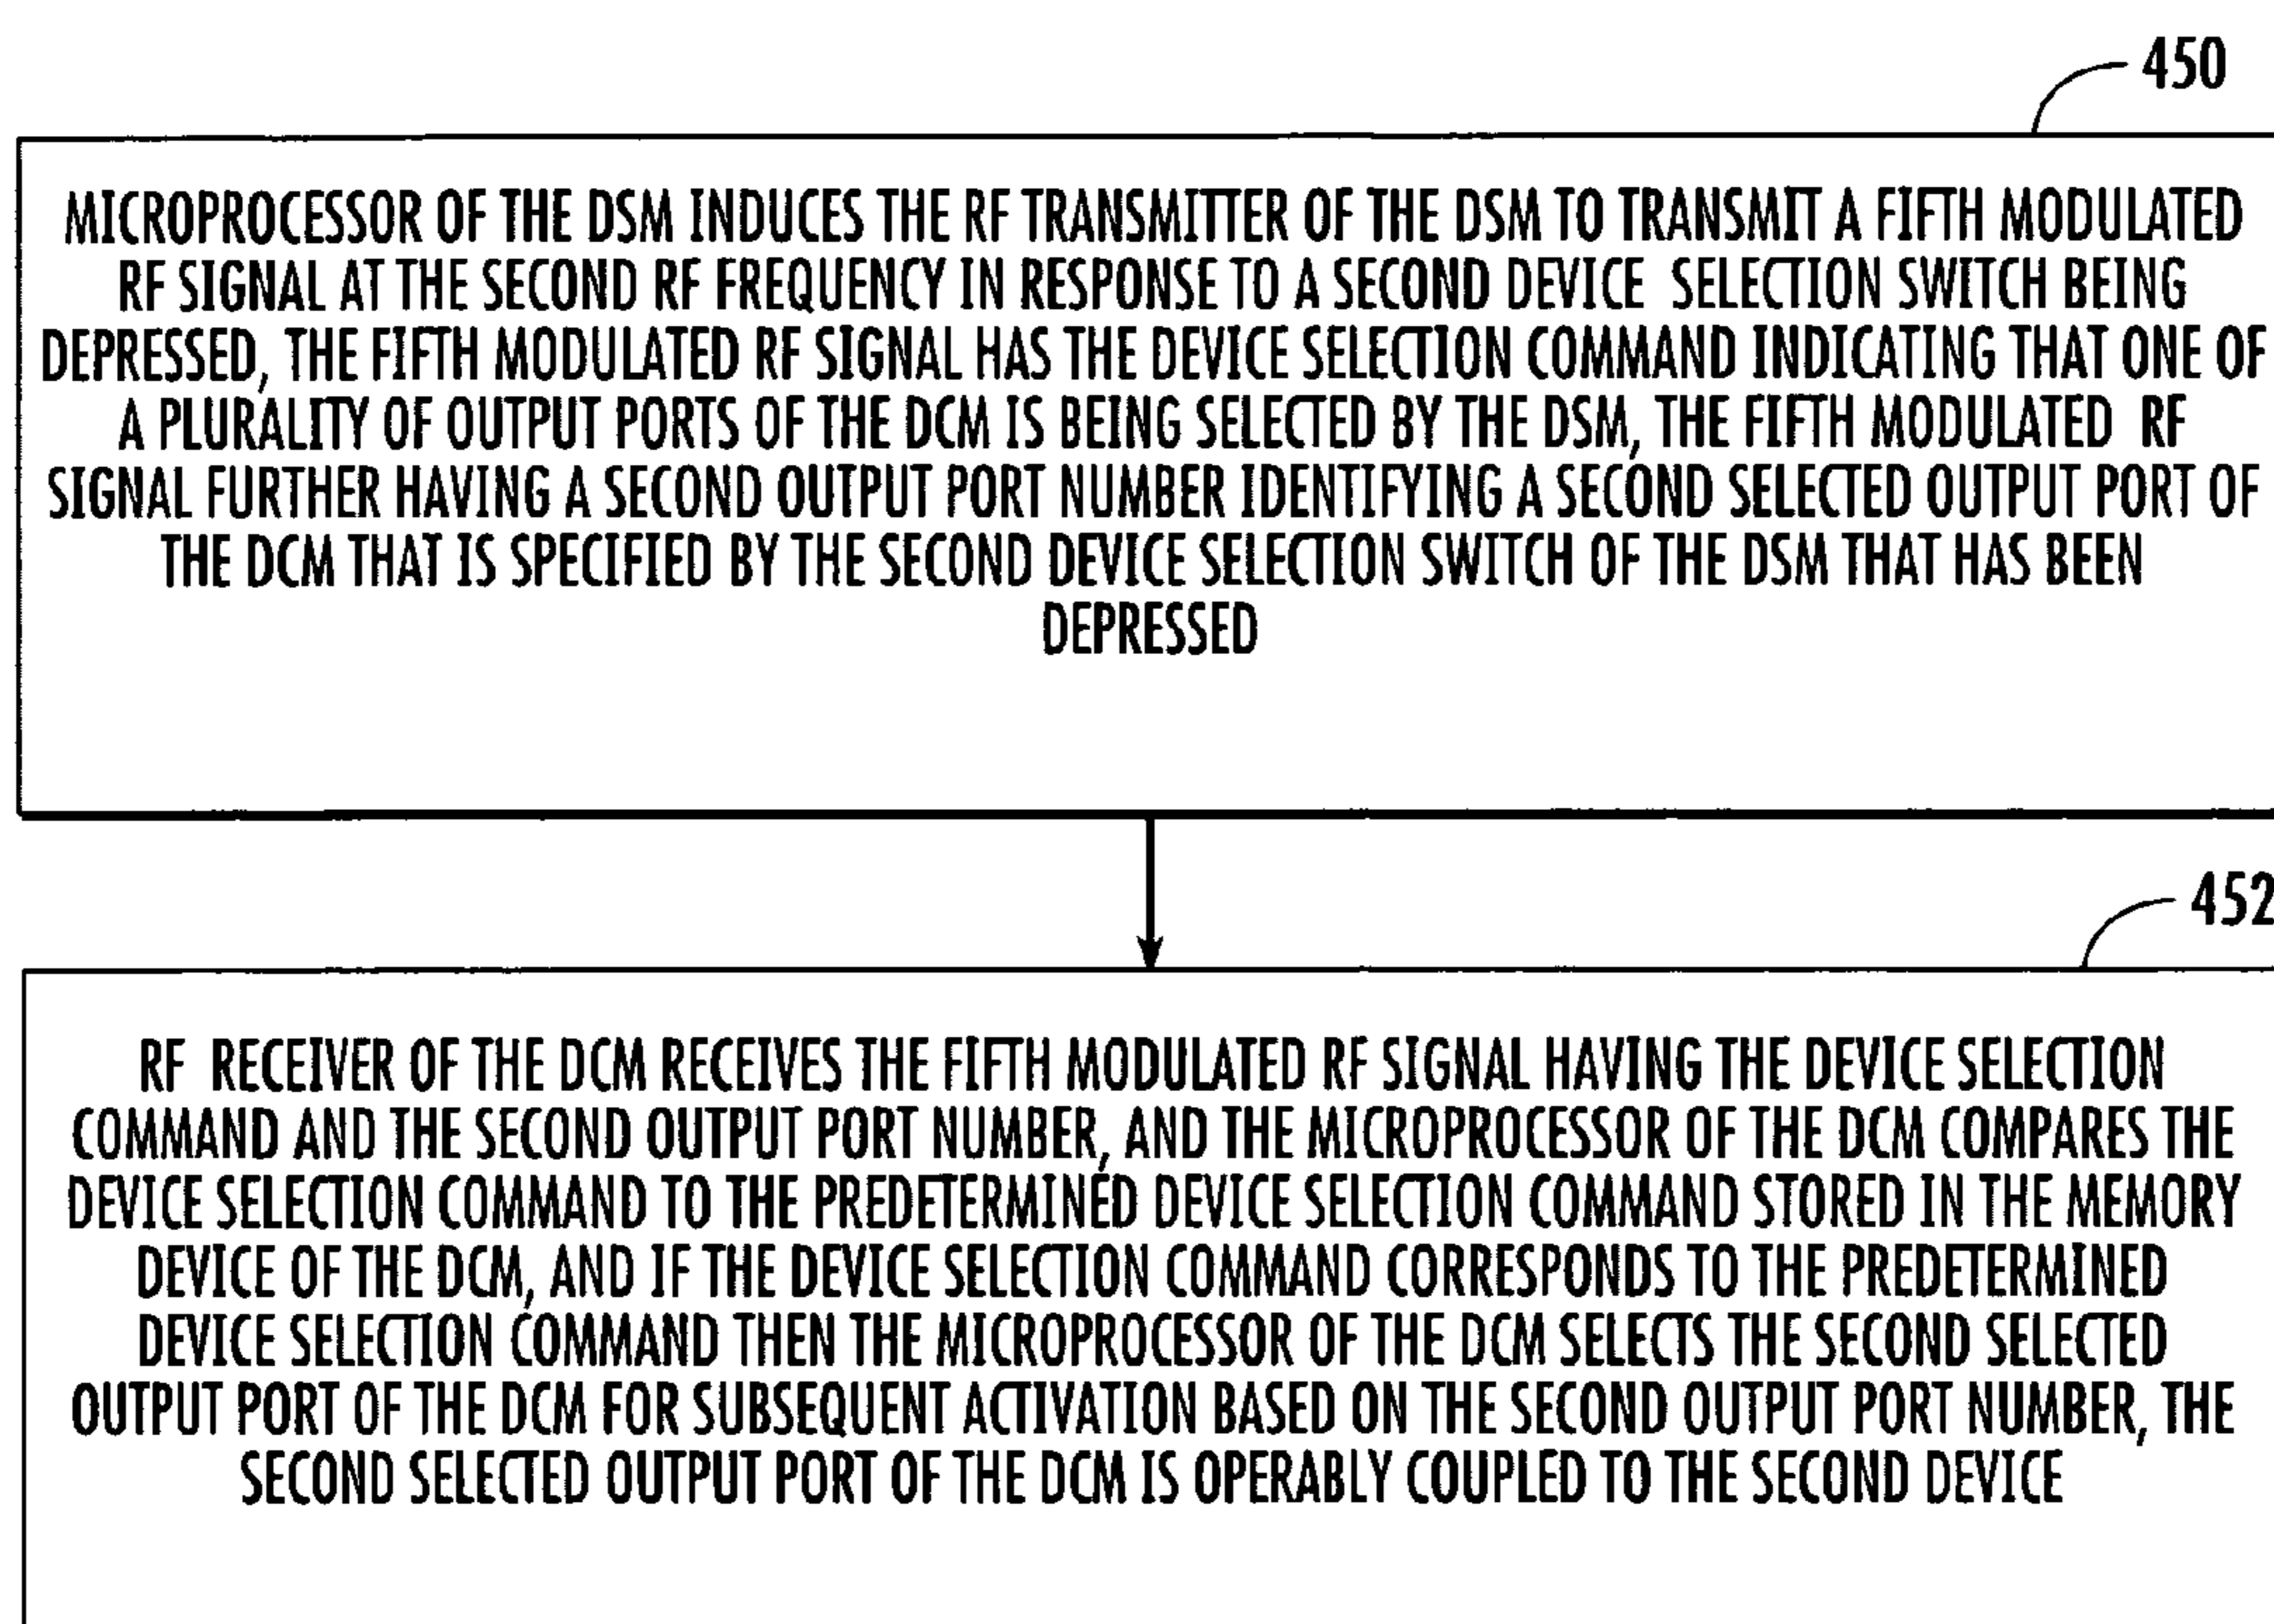 450
MICROPROCESSOR OF THE DSM INDUCES THE RF TRANSMITTER OF THE DSM TO TRANSMIT A FIFTH MODULATED
RF SIGNAL AT THE SECOND RF FREQUENCY IN RESPONSE TO A SECOND DEVICE SELECTION SWITCH BEING
DEPRESSED, THE FIFTH MODULATED RF SIGNAL HAS THE DEVICE SELECTION COMMAND INDICATING THAT ONE OF
A PLURALITY OF OUTPUT PORTS OF THE DCM IS BEING SELECTED BY THE DSM, THE FIFTH MODULATED RF
SIGNAL FURTHER HAVING A SECOND OUTPUT PORT NUMBER IDENTIFYING A SECOND SELECTED OUTPUT PORT OF
THE DCM THAT IS SPECIFIED BY THE SECOND DEVICE SELECTION SWITCH OF THE DSM THAT HAS BEEN
DEPRESSED
452
RF RECEIVER OF THE DCM RECEIVES THE FIFTH MODULATED RF SIGNAL HAVING THE DEVICE SELECTION
COMMAND AND THE SECOND OUTPUT PORT NUMBER, AND THE MICROPROCESSOR OF THE DCM COMPARES THE
DEVICE SELECTION COMMAND TO THE PREDETERMINED DEVICE SELECTION COMMAND STORED IN THE MEMORY
DEVICE OF THE DCM, AND IF THE DEVICE SELECTION COMMAND CORRESPONDS TO THE PREDETERMINED
DEVICE SELECTION COMMAND THEN THE MICROPROCESSOR OF THE DCM SELECTS THE SECOND SELECTED
OUTPUT PORT OF THE DCM FOR SUBSEQUENT ACTIVATION BASED ON THE SECOND OUTPUT PORT NUMBER, THE
SECOND SELECTED OUTPUT PORT OF THE DCM IS OPERABLY COUPLED TO THE SECOND DEVICE